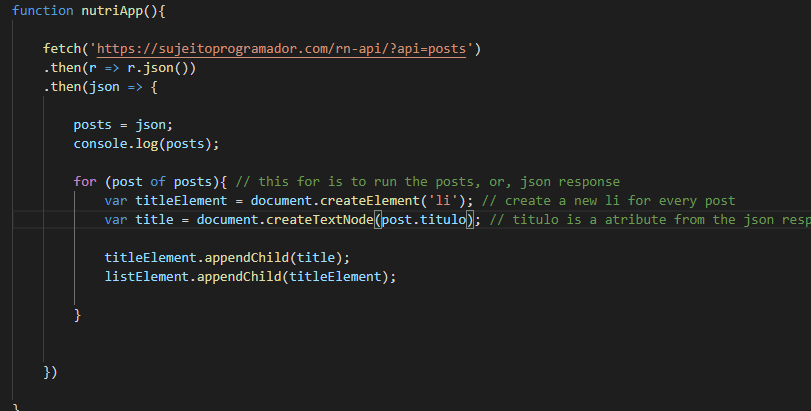 function nutriApp(){
fetch('https://sujeitoprogramador.com/rn-api/?api=posts')
.then(r => r.json())
.then(json => {
posts = json;
console.log(posts);
for (post of posts){ // this for is to run the posts, or, json response
var titleElement = document.createElement('li'); // create a new li for every post
var title = document.createTextNode(post.titulo); // titulo is a atribute from the json resp
titleElement.appendChild(title);
listElement.appendChild(titleElement);
}
})
}